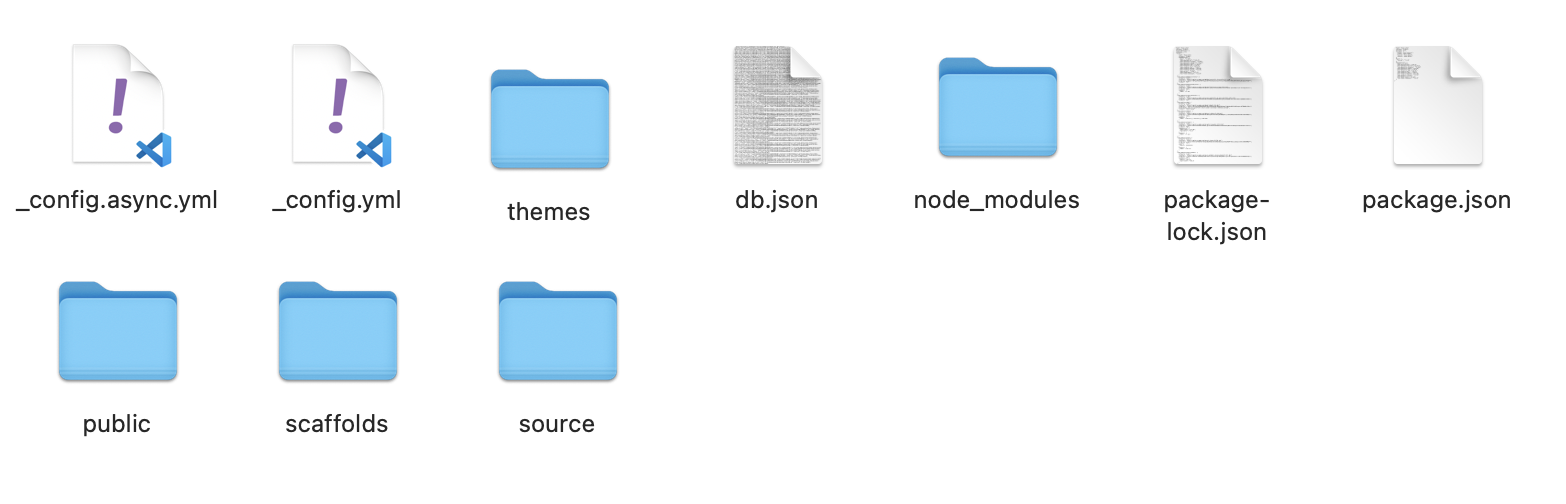 _config.async.yml
_config.yml
themes
db.json
node_modules
package-
lock.json
package.json
public
scaffolds
source